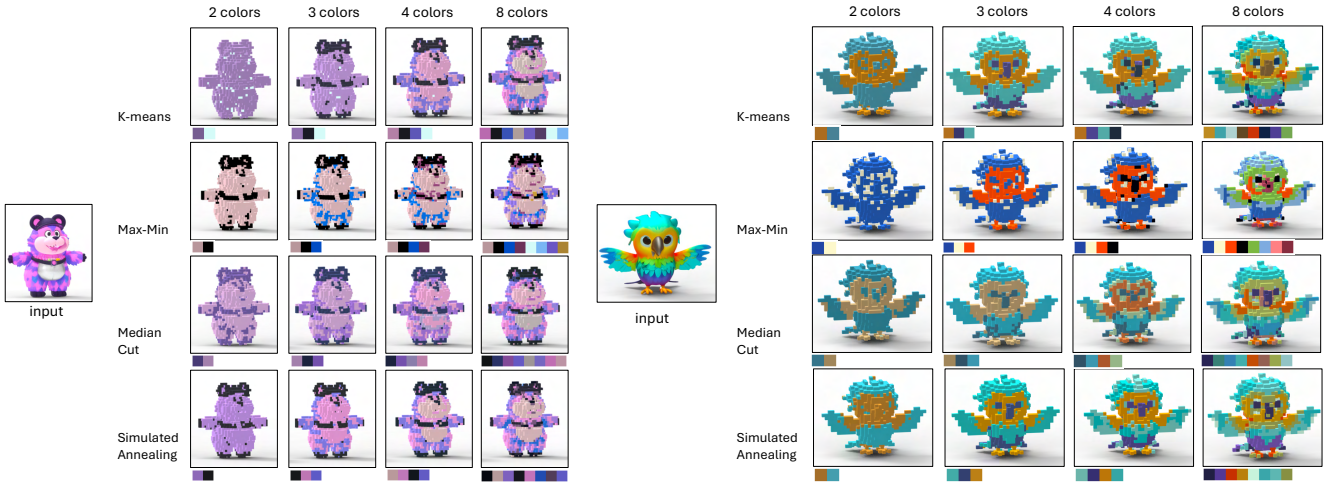 2 colors 3 colors 4 colors 8 colors
K-means
Max-Min
Median
Cut
Simulated
Annealing
input
2 colors 3 colors 4 colors 8 colors
K-means
Max-Min
Median
Cut
Simulated
Annealing
input